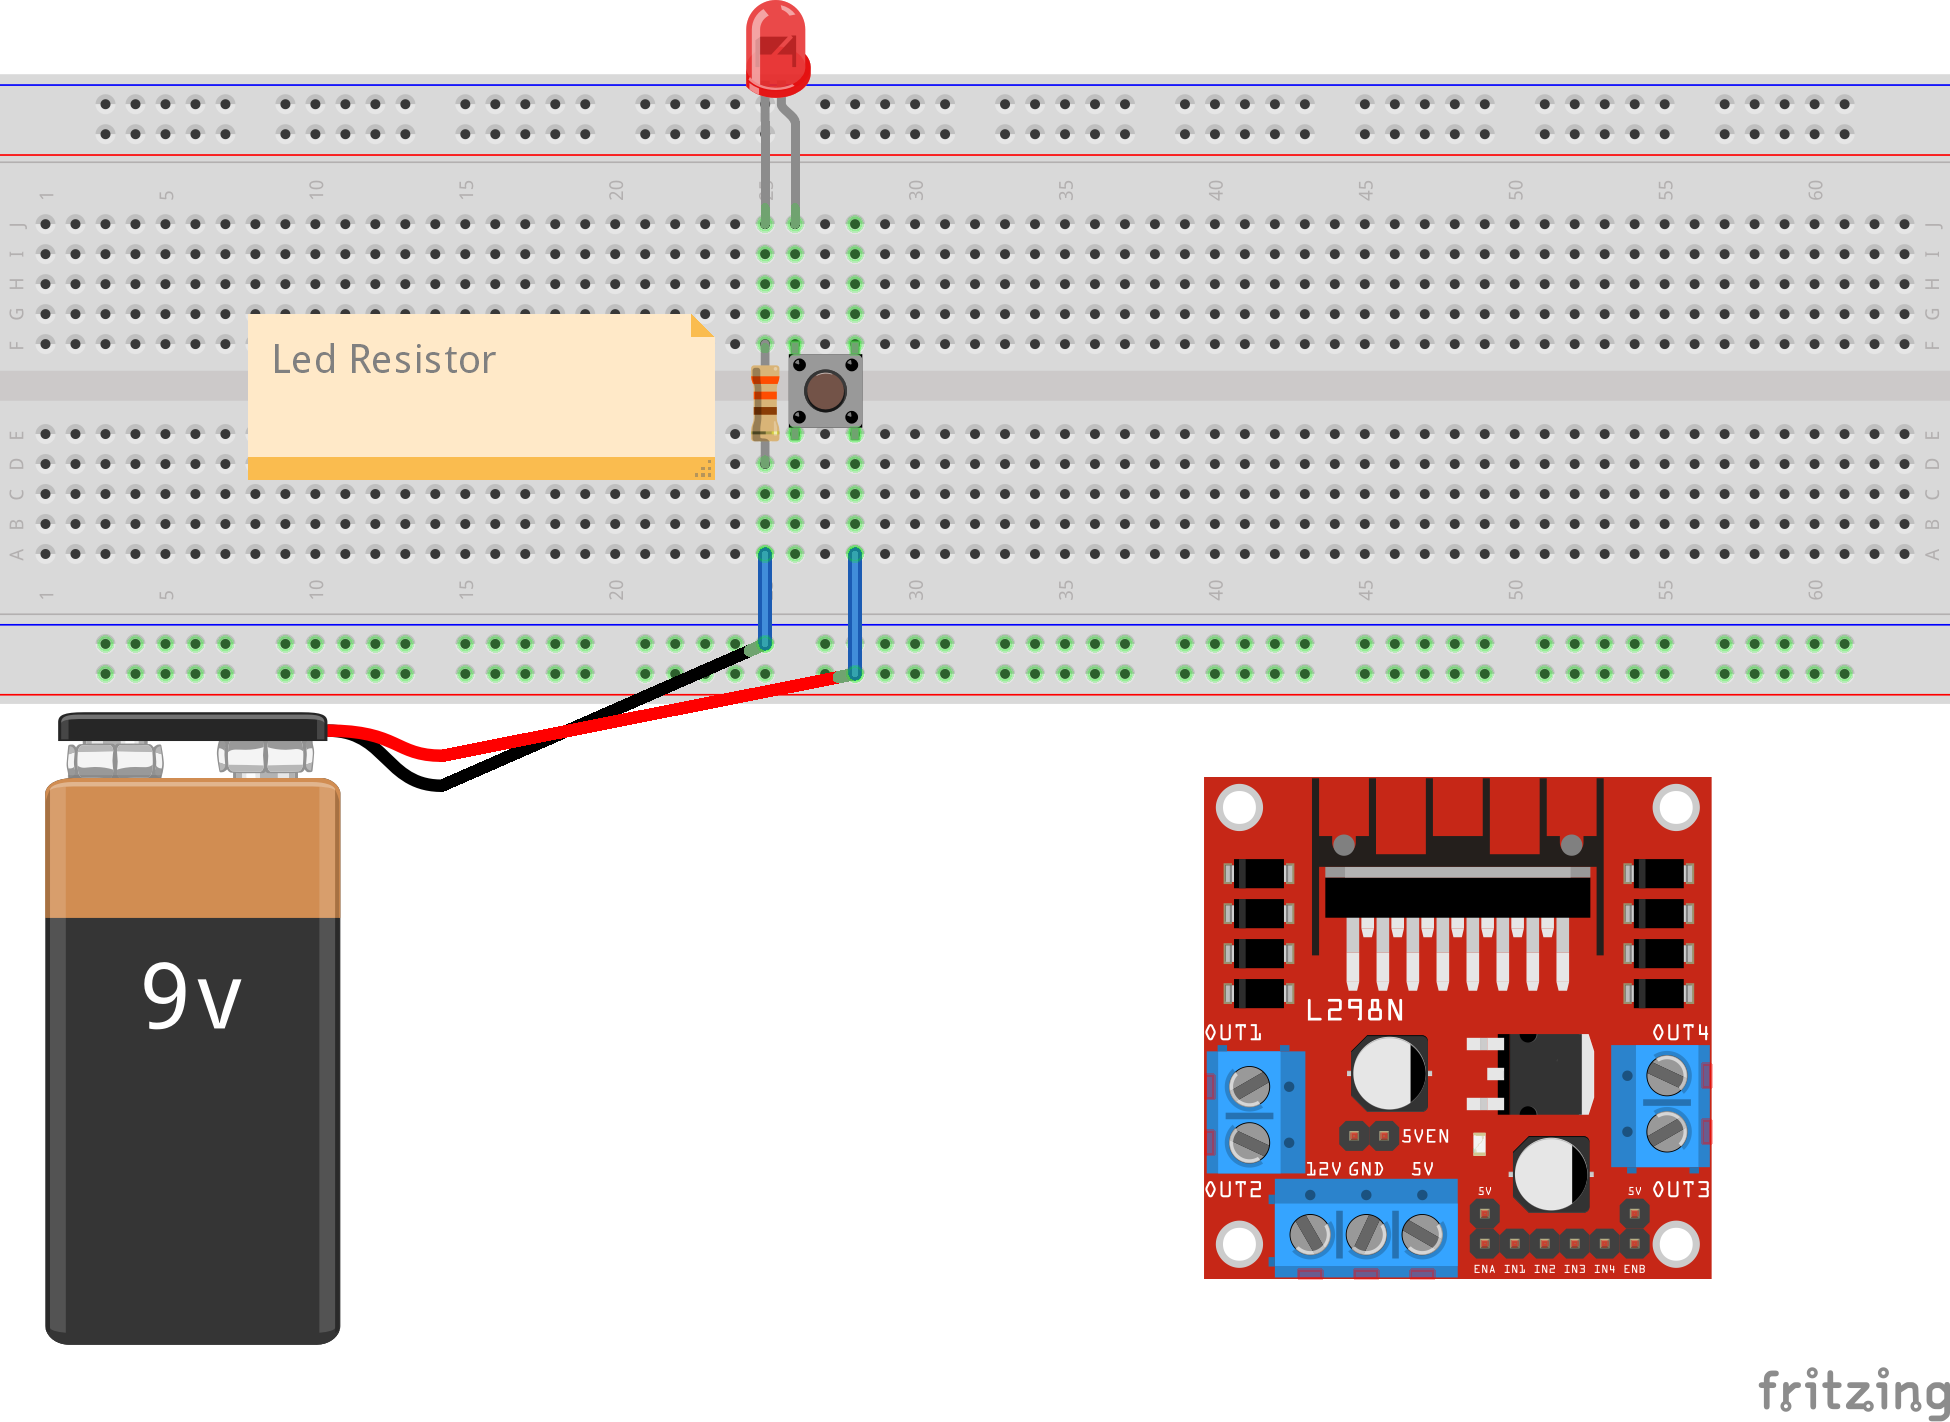 1 5 10 15 20 25 30 35 40 45 50 55 60
J J
I I
H H
G G
F F
Led Resistor
E E
D D
C C
B B
A A
1 5 10 15 20 30 35 40 45 50 55 60
9v
L298N
OUT1
OUT4
5VEN
12V GND 5V
OUT2
5V
5V
OUT3
ENA IN1 IN2 IN3 IN4 ENB
fritzing